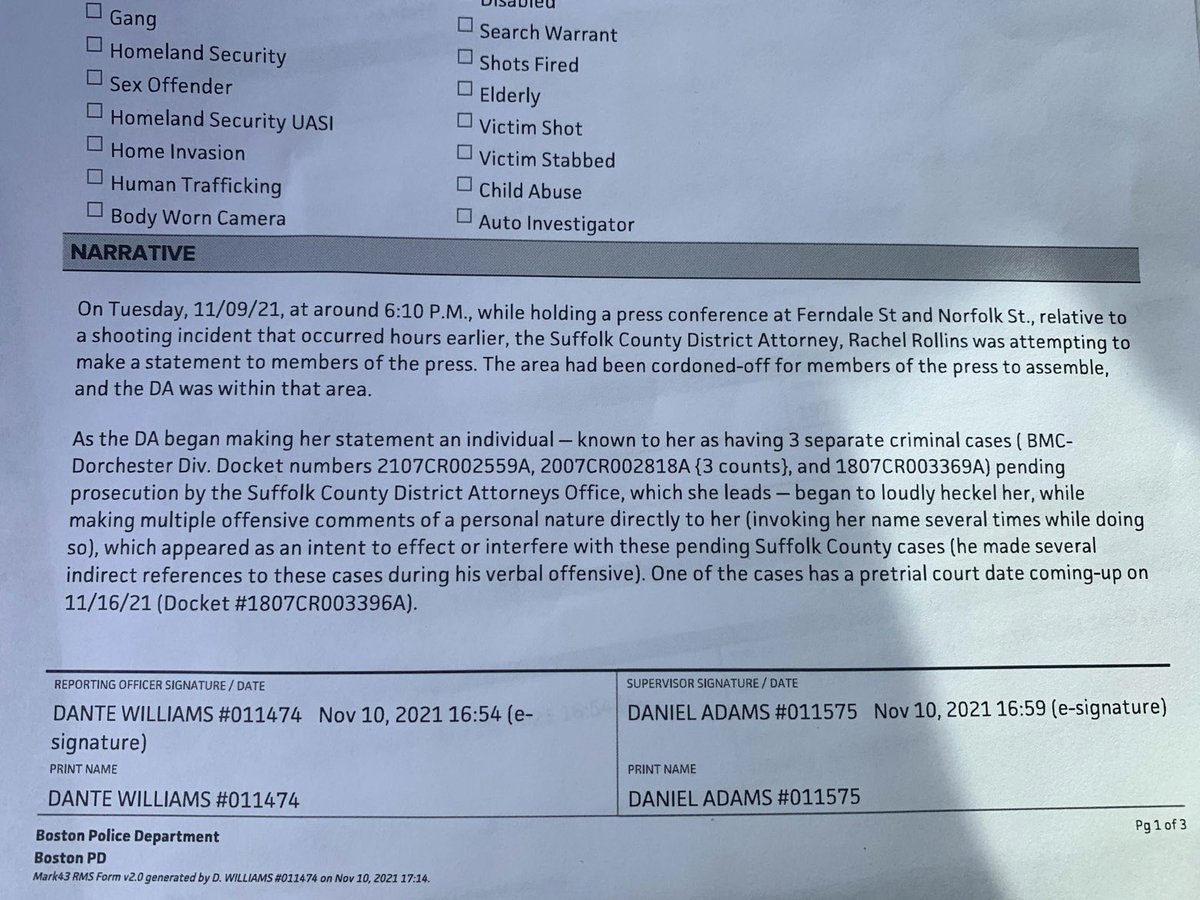 Disabled
☐ Gang
☐ Search Warrant
☐ Homeland Security
☐ Shots Fired
☐ Sex Offender
☐ Elderly
☐ Homeland Security UASI
☐ Victim Shot
☐ Home Invasion
☐ Victim Stabbed
☐ Human Trafficking
☐ Child Abuse
☐ Body Worn Camera
☐ Auto Investigator
NARRATIVE
On Tuesday, 11/09/21, at around 6:10 P.M., while holding a press conference at Ferndale St and Norfolk St., relative to
a shooting incident that occurred hours earlier, the Suffolk County District Attorney, Rachel Rollins was attempting to
make a statement to members of the press. The area had been cordoned-off for members of the press to assemble,
and the DA was within that area.
As the DA began making her statement an individual — known to her as having 3 separate criminal cases ( BMC-
Dorchester Div. Docket numbers 2107CR002559A, 2007CR002818A {3 counts}, and 1807CR003369A) pending
prosecution by the Suffolk County District Attorneys Office, which she leads — began to loudly heckel her, while
making multiple offensive comments of a personal nature directly to her (invoking her name several times while doing
so), which appeared as an intent to effect or interfere with these pending Suffolk County cases (he made several
indirect references to these cases during his verbal offensive). One of the cases has a pretrial court date coming-up on
11/16/21 (Docket #1807CR003396A).
REPORTING OFFICER SIGNATURE / DATE
DANTE WILLIAMS #011474 Nov 10, 2021 16:54 (e-
signature)
PRINT NAME
DANTE WILLIAMS #011474
SUPERVISOR SIGNATURE / DATE
DANIEL ADAMS #011575 Nov 10, 2021 16:59 (e-signature)
PRINT NAME
DANIEL ADAMS #011575
Boston Police Department
Boston PD
Mark43 RMS Form v2.0 generated by D. WILLIAMS #011474 on Nov 10, 2021 17:14.
Pg 1 of 3